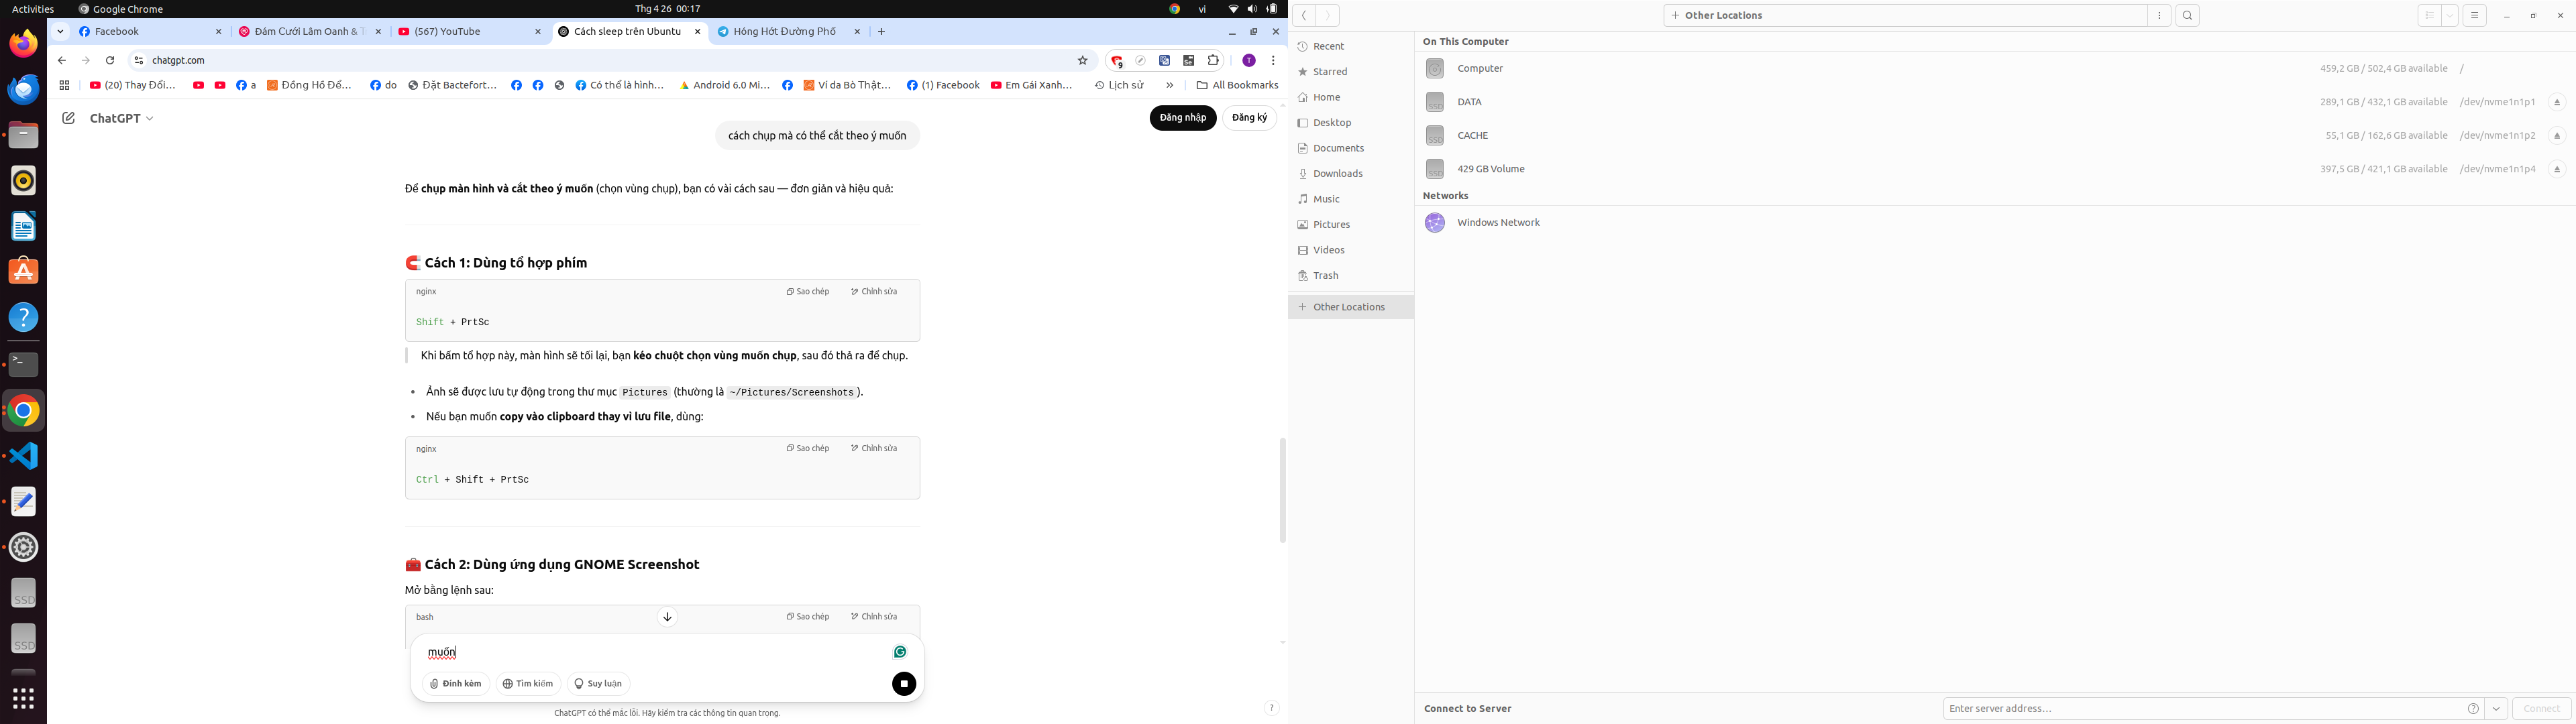 Activities
Google Chrome
Thg 4 26 00:17
vi
Facebook
Đám Cưới Lâm Oanh &
(567) YouTube
Cách sleep trên Ubuntu
Hóng Hớt Đường Phố
chatgpt.com
9
T
(20) Thay Đổi...
a
Đồng Hồ Để...
do
Đặt Bactefort...
Có thể là hình...
Android 6.0 Mi...
Ví da Bò Thật...
(1) Facebook
Em Gái Xanh...
Lịch sử
»
All Bookmarks
ChatGPT
Đăng nhập
Đăng ký
cách chụp mà có thể cắt theo ý muốn
Để chụp màn hình và cắt theo ý muốn (chọn vùng chụp), bạn có vài cách sau — đơn giản và hiệu quả:
Cách 1: Dùng tổ hợp phím
nginx
Sao chép
Chỉnh sửa
Shift + PrtSc
Khi bấm tổ hợp này, màn hình sẽ tối lại, bạn kéo chuột chọn vùng muốn chụp, sau đó thả ra để chụp.
• Ảnh sẽ được lưu tự động trong thư mục Pictures (thường là ~/Pictures/Screenshots).
• Nếu bạn muốn copy vào clipboard thay vì lưu file, dùng:
nginx
Sao chép
Chỉnh sửa
Ctrl + Shift + PrtSc
Cách 2: Dùng ứng dụng GNOME Screenshot
Mở bằng lệnh sau:
bash
Sao chép
Chỉnh sửa
muốn
Đính kèm
Tìm kiếm
Suy luận
ChatGPT có thể mắc lỗi. Hãy kiểm tra các thông tin quan trọng.
?
Other Locations
Recent
Starred
Home
Desktop
Documents
Downloads
Music
Pictures
Videos
Trash
Other Locations
On This Computer
Computer 459,2 GB / 502,4 GB available /
DATA 289,1 GB / 432,1 GB available /dev/nvme1n1p1
CACHE 55,1 GB / 162,6 GB available /dev/nvme1n1p2
429 GB Volume 397,5 GB / 421,1 GB available /dev/nvme1n1p4
Networks
Windows Network
Connect to Server
Enter server address...
Connect